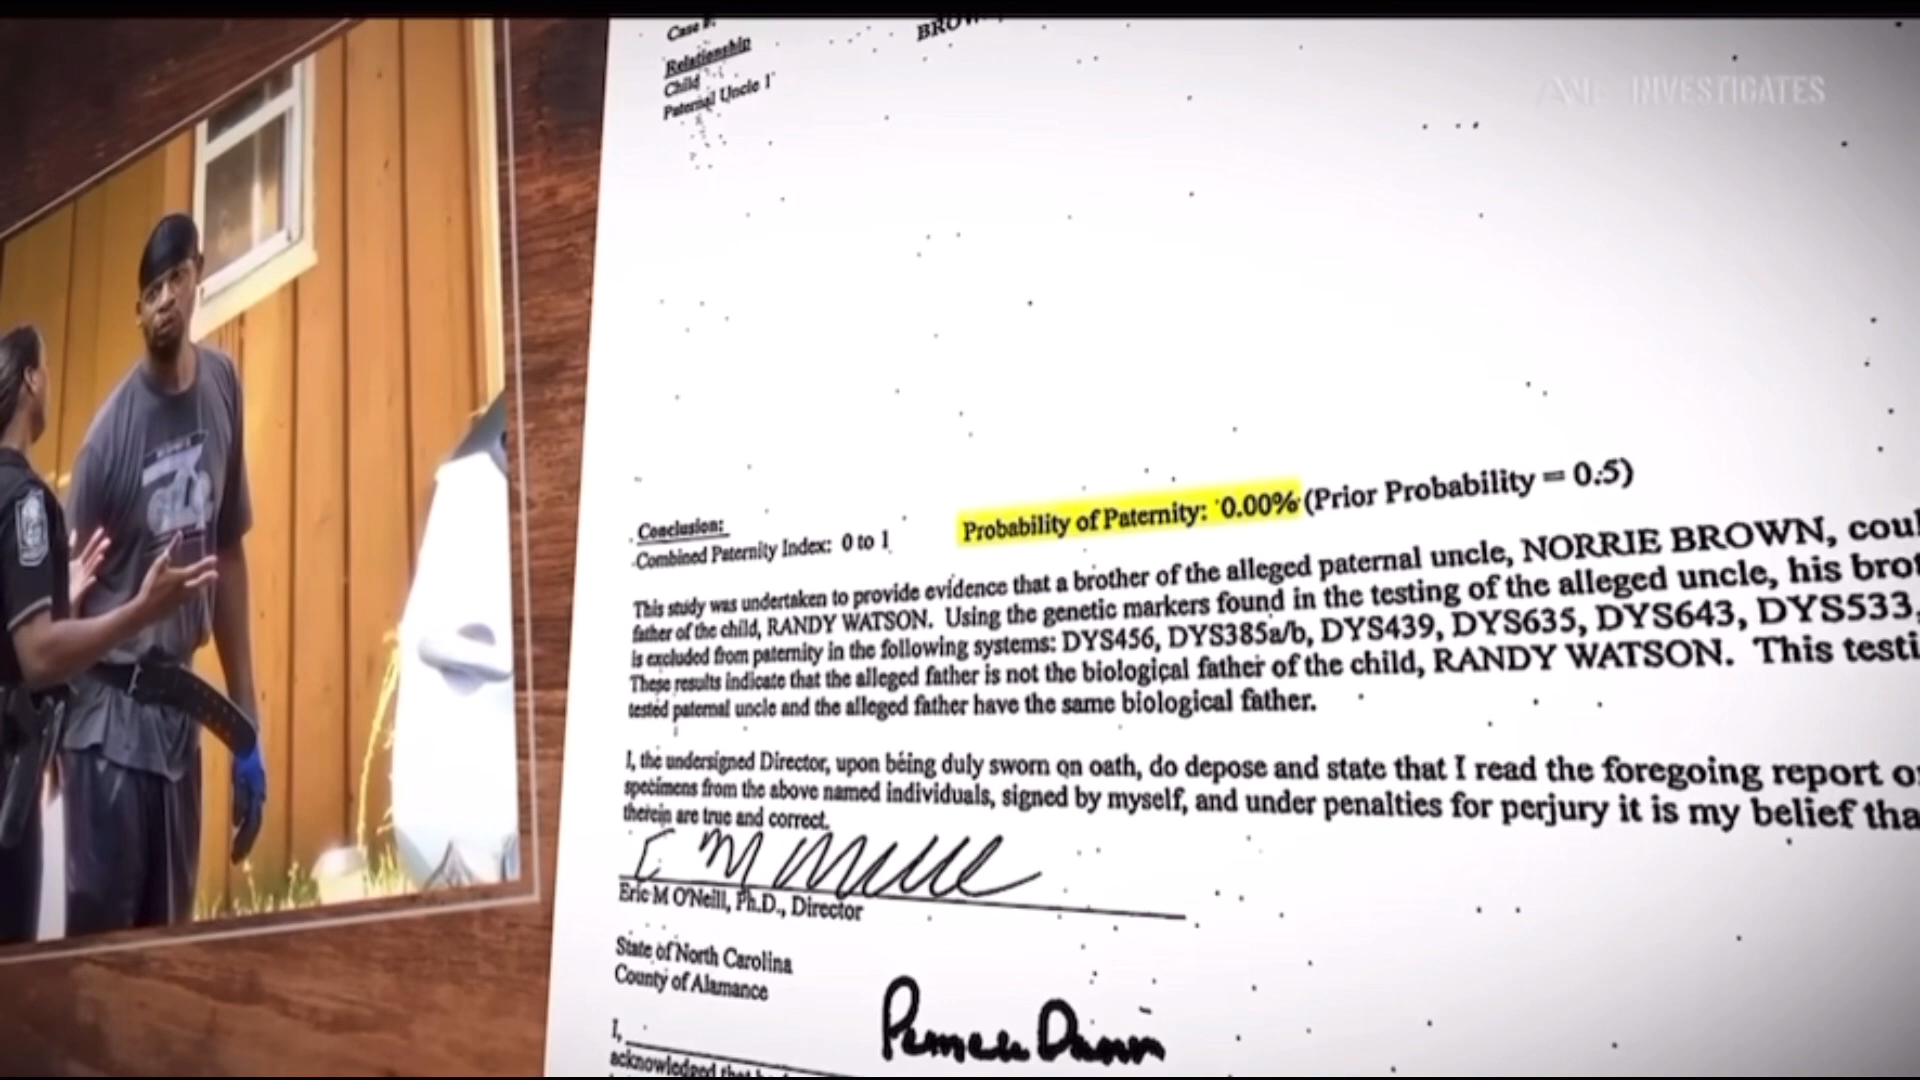 Case #:
BROW
Relationship
Child
Paternal Uncle 1
INVESTIGATES
Conclusion:
Combined Paternity Index: 0 to 1
Probability of Paternity: 0.00% (Prior Probability = 0.5)
This study was undertaken to provide evidence that a brother of the alleged paternal uncle, NORRIE BROWN, coul
father of the child, RANDY WATSON. Using the genetic markers found in the testing of the alleged uncle, his brot
is excluded from paternity in the following systems: DYS456, DYS385a/b, DYS439, DYS635, DYS643, DYS533,
These results indicate that the alleged father is not the biological father of the child, RANDY WATSON. This testi
tested paternal uncle and the alleged father have the same biological father.
I, the undersigned Director, upon being duly sworn on oath, do depose and state that I read the foregoing report o
specimens from the above named individuals, signed by myself, and under penalties for perjury it is my belief tha
therein are true and correct.
Eric M O'Neill, Ph.D., Director
State of North Carolina
County of Alamance
I,
acknowledged that